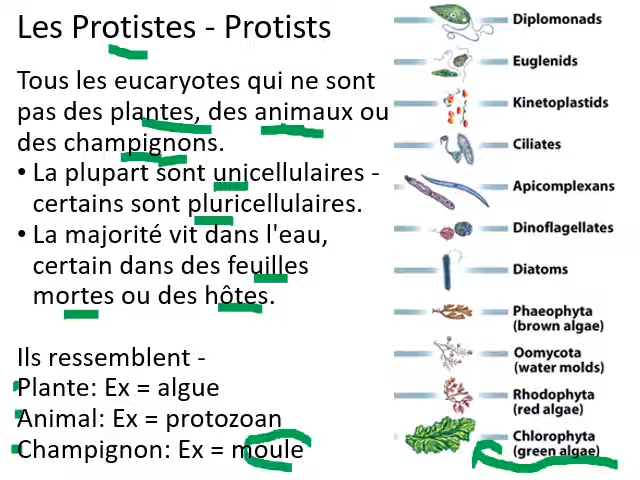 Les Protistes - Protists
Tous les eucaryotes qui ne sont
pas des plantes, des animaux ou
des champignons.
• La plupart sont unicellulaires -
certains sont pluricellulaires.
• La majorité vit dans l'eau,
certain dans des feuilles
mortes ou des hôtes.
Ils ressemblent -
Plante: Ex = algue
Animal: Ex = protozoan
Champignon: Ex = moule
Diplomonads
Euglenids
Kinetoplastids
Ciliates
Apicomplexans
Dinoflagellates
Diatoms
Phaeophyta
(brown algae)
Oomycota
(water molds)
Rhodophyta
(red algae)
Chlorophyta
(green algae)